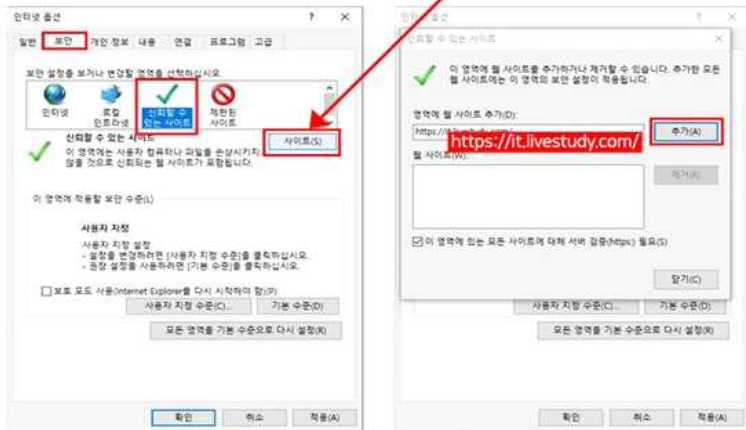 인터넷 옵션
? ×
일반 보안 개인 정보 내용 연결 프로그램 고급
보안 설정을 보거나 변경할 영역을 선택하십시오.
인터넷
로컬 인트라넷
신뢰할 수 있는 사이트
제한된 사이트
신뢰할 수 있는 사이트
이 영역에는 사용자 컴퓨터나 파일을 손상시키지
않을 것으로 신뢰되는 웹 사이트가 포함됩니다.
사이트(S)
이 영역에 적용할 보안 수준(L)
사용자 지정
사용자 지정 설정
- 설정을 변경하려면 [사용자 지정 수준]을 클릭하십시오.
- 권장 설정을 사용하려면 [기본 수준]을 클릭하십시오.
보호 모드 사용(Internet Explorer를 다시 시작해야 함)(P)
사용자 지정 수준(C)... 기본 수준(D)
모든 영역을 기본 수준으로 다시 설정(R)
확인 취소 적용(A)
인터넷 옵션
? ×
신뢰할 수 있는 사이트
×
이 영역에 웹 사이트를 추가하거나 제거할 수 있습니다. 추가한 모든
웹 사이트에는 이 영역의 보안 설정이 적용됩니다.
영역에 웹 사이트 추가(D):
https://it.livestudy.com/
추가(A)
https://it.livestudy.com/
웹 사이트(W):
제거(R)
이 영역에 있는 모든 사이트에 대해 서버 검증(https:) 필요(S)
닫기(C)
사용자 지정 수준(C)... 기본 수준(D)
모든 영역을 기본 수준으로 다시 설정(R)
확인 취소 적용(A)